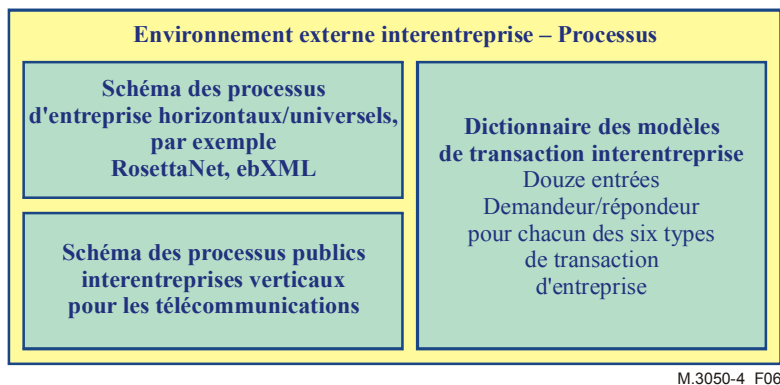 Environnement externe interentreprise – Processus
Schéma des processus
d'entreprise horizontaux/universels,
par exemple
RosettaNet, ebXML
Schéma des processus publics
interentreprises verticaux
pour les télécommunications
Dictionnaire des modèles
de transaction interentreprise
Douze entrées
Demandeur/répondeur
pour chacun des six types
de transaction
d'entreprise
M.3050-4_F06